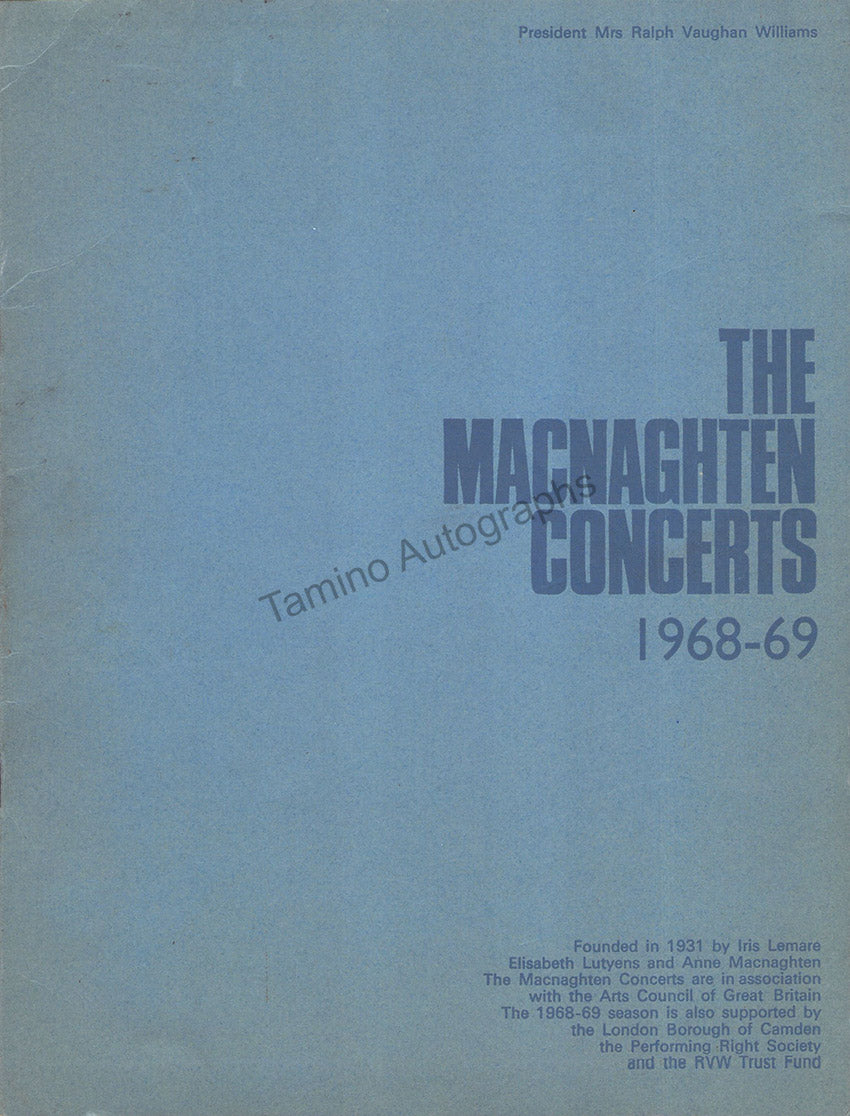 President Mrs Ralph Vaughan Williams
THE
MACNAGHTEN
CONCERTS
Tamino Autographs
1968-69
Founded in 1931 by Iris Lemare
Elisabeth Lutyens and Anne Macnaghten
The Macnaghten Concerts are in association
with the Arts Council of Great Britain
The 1968-69 season is also supported by
the London Borough of Camden
the Performing Right Society
and the RVW Trust Fund